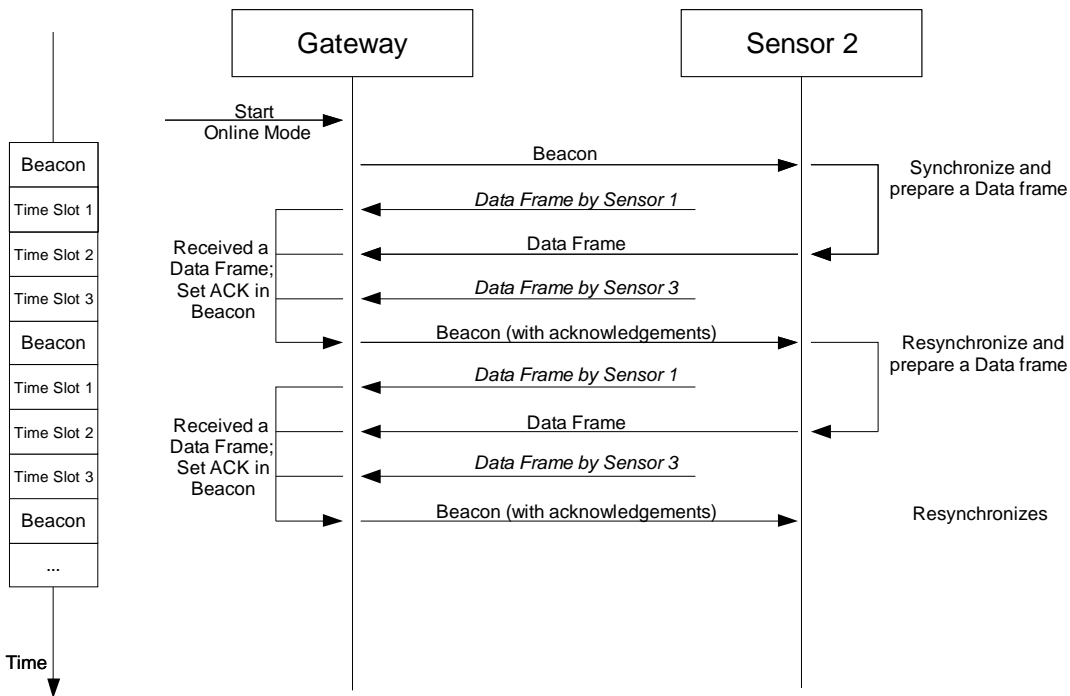 Gateway
Sensor 2
Start
Online Mode
Beacon
Beacon
Synchronize and
prepare a Data frame
Time Slot 1
Data Frame by Sensor 1
Time Slot 2
Received a
Data Frame;
Set ACK in
Beacon
Data Frame
Time Slot 3
Data Frame by Sensor 3
Beacon
Beacon (with acknowledgements)
Resynchronize and
prepare a Data frame
Time Slot 1
Data Frame by Sensor 1
Time Slot 2
Received a
Data Frame;
Set ACK in
Beacon
Data Frame
Time Slot 3
Data Frame by Sensor 3
Beacon
Beacon (with acknowledgements)
Resynchronizes
...
Time